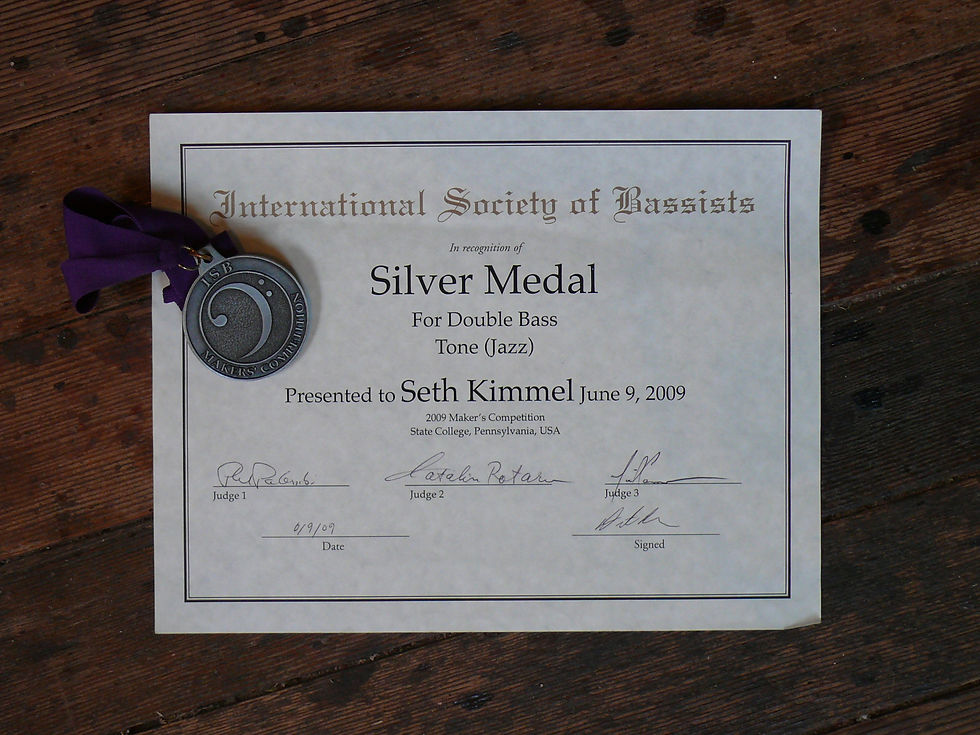 International Society of Bassists
In recognition of
Silver Medal
For Double Bass
Tone (Jazz)
Presented to Seth Kimmel June 9, 2009
2009 Maker's Competition
State College, Pennsylvania, USA
Catalin Rotaru
Judge 1 Judge 2 Judge 3
6/9/09
Date Signed
ISB
MAKERS' COMPETITION